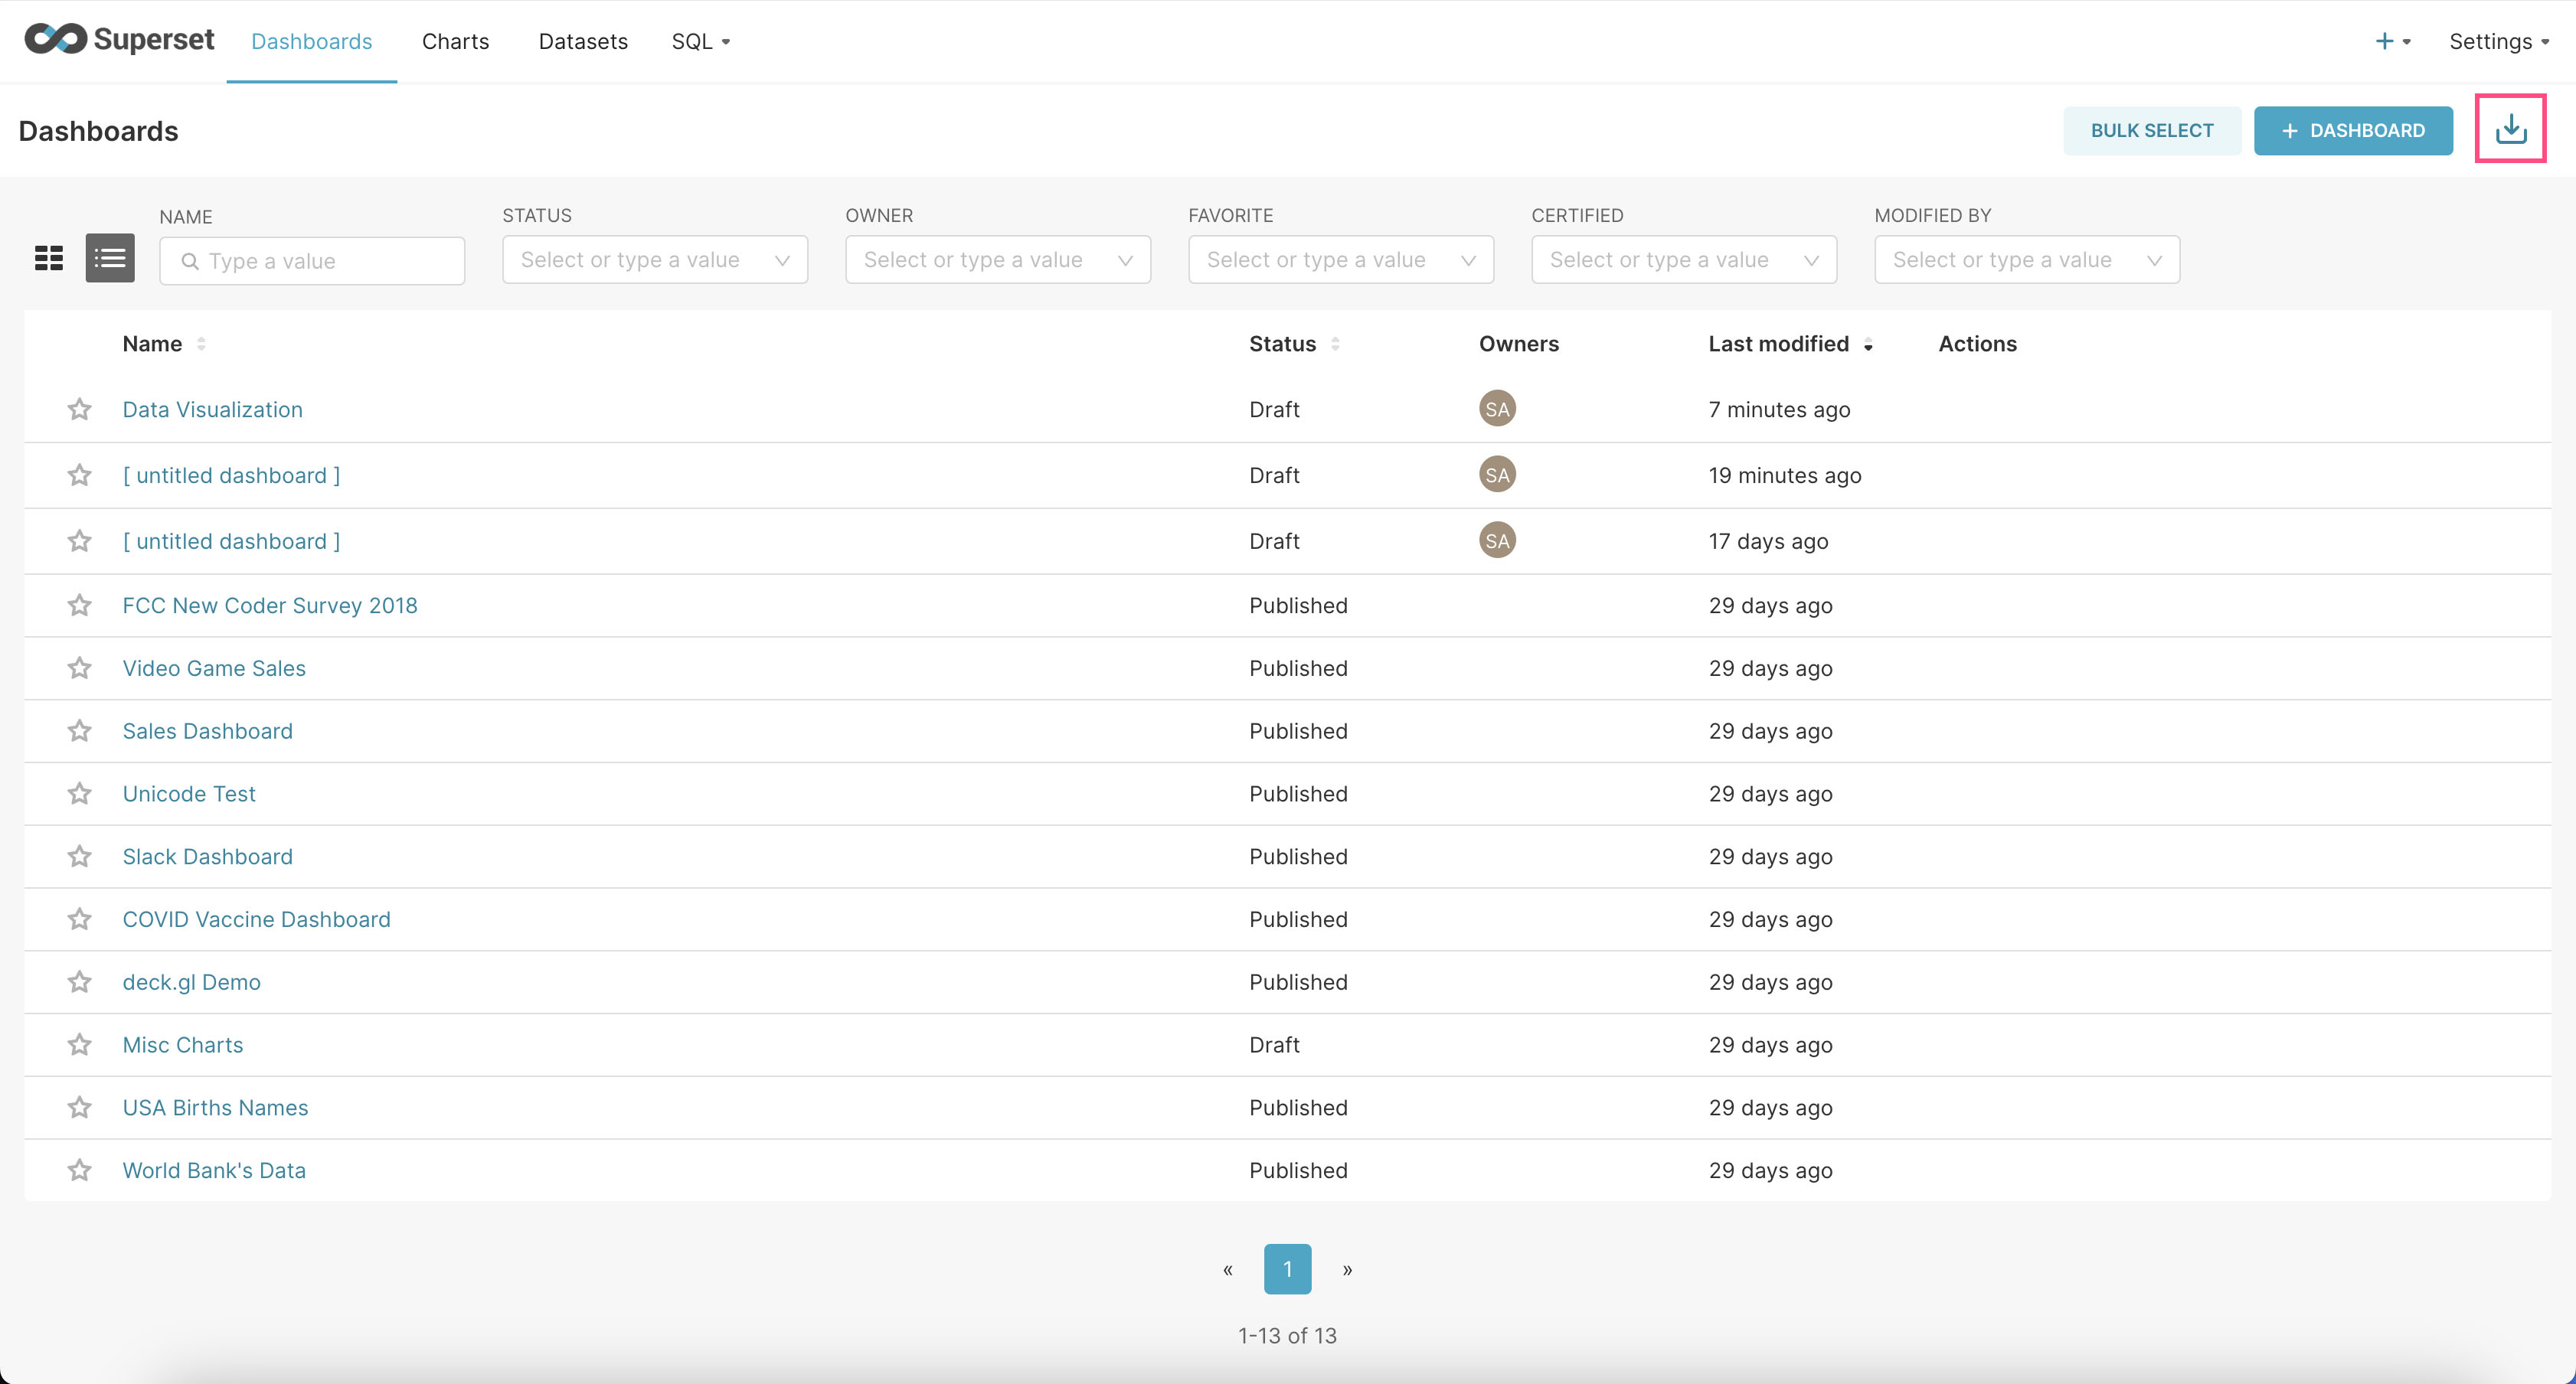 Superset Dashboards Charts Datasets SQL Settings
Dashboards BULK SELECT + DASHBOARD
NAME STATUS OWNER FAVORITE CERTIFIED MODIFIED BY
Type a value Select or type a value Select or type a value Select or type a value Select or type a value Select or type a value
Name Status Owners Last modified Actions
Data Visualization Draft SA 7 minutes ago
[ untitled dashboard ] Draft SA 19 minutes ago
[ untitled dashboard ] Draft SA 17 days ago
FCC New Coder Survey 2018 Published 29 days ago
Video Game Sales Published 29 days ago
Sales Dashboard Published 29 days ago
Unicode Test Published 29 days ago
Slack Dashboard Published 29 days ago
COVID Vaccine Dashboard Published 29 days ago
deck.gl Demo Published 29 days ago
Misc Charts Draft 29 days ago
USA Births Names Published 29 days ago
World Bank's Data Published 29 days ago
« 1 »
1-13 of 13